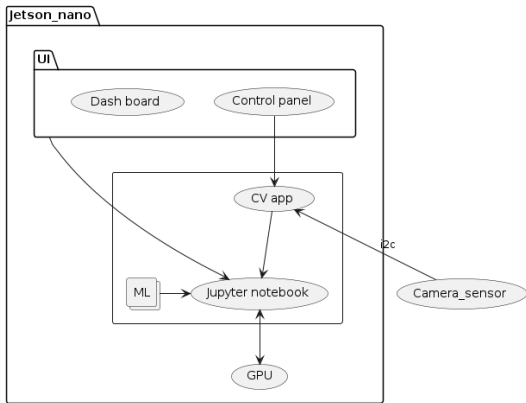 Jetson_nano
UI
Dash board
Control panel
CV app
i2c
ML
Jupyter notebook
Camera_sensor
GPU